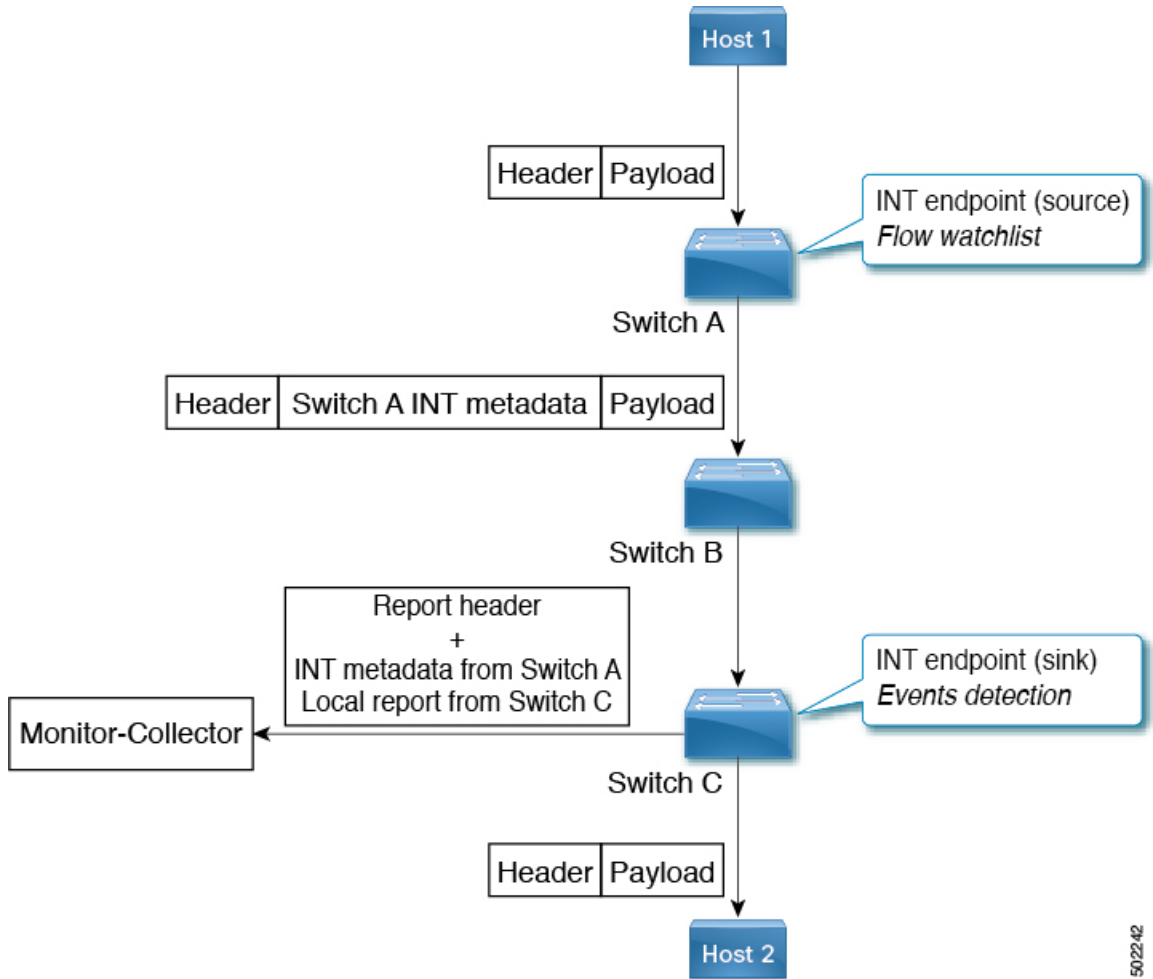 Host 1
Header Payload
INT endpoint (source)
Flow watchlist
Switch A
Header Switch A INT metadata Payload
Switch B
Report header
+
INT metadata from Switch A
Local report from Switch C
INT endpoint (sink)
Events detection
Monitor-Collector
Switch C
Header Payload
Host 2
502242